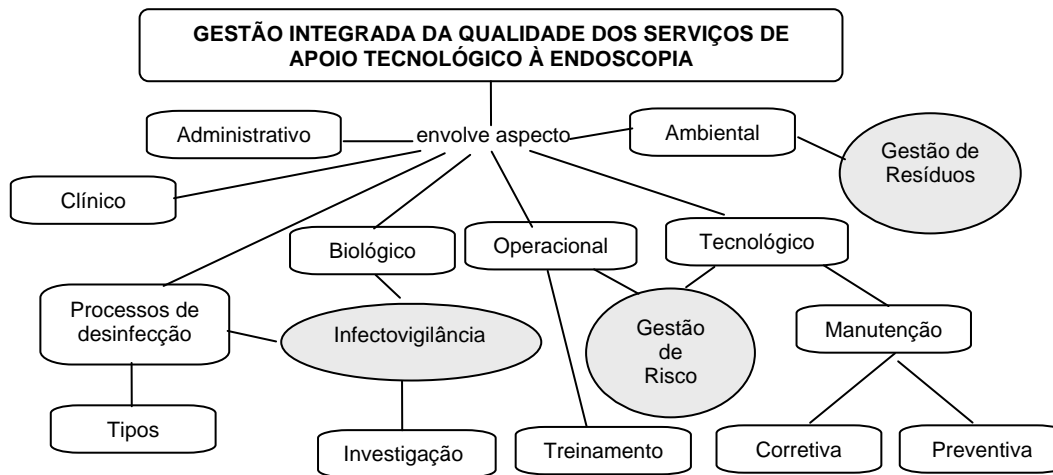 GESTÃO INTEGRADA DA QUALIDADE DOS SERVIÇOS DE
APOIO TECNOLÓGICO À ENDOSCOPIA
Administrativo
envolve aspecto
Ambiental
Gestão de
Resíduos
Clínico
Biológico
Operacional
Tecnológico
Processos de
desinfecção
Infectovigilância
Gestão
de
Risco
Manutenção
Tipos
Investigação
Treinamento
Corretiva
Preventiva